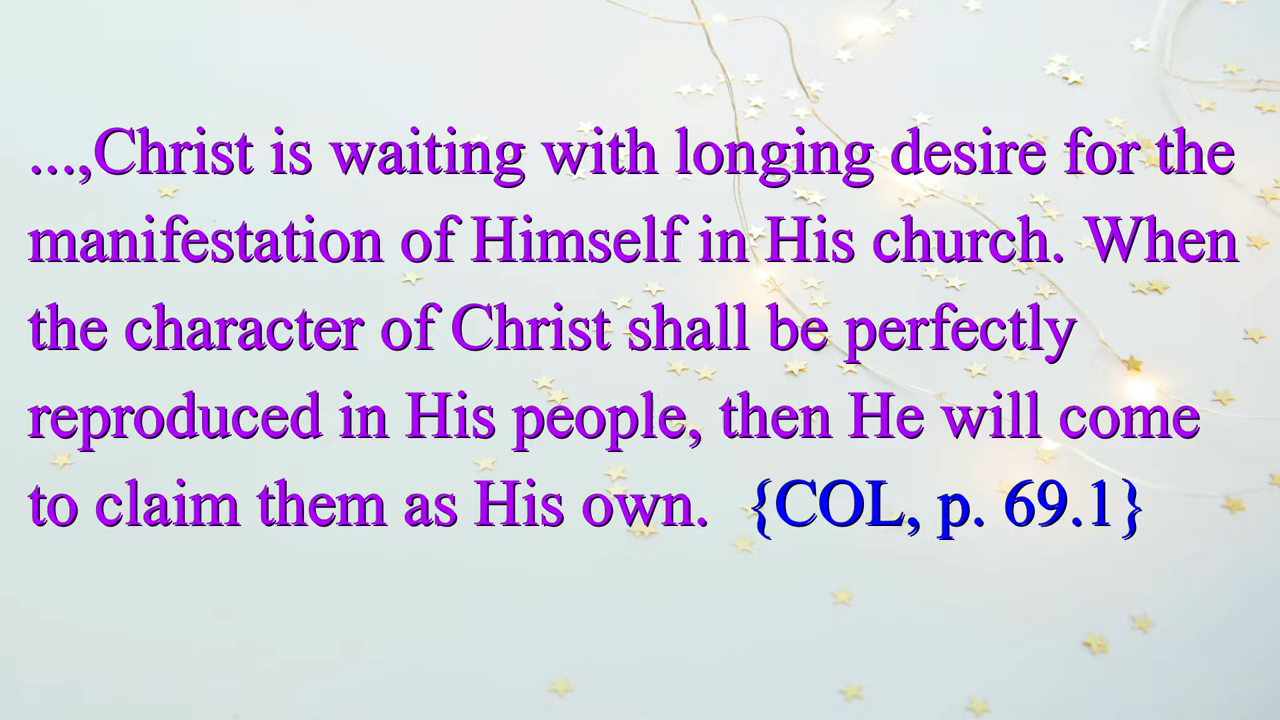 ...,Christ is waiting with longing desire for the
manifestation of Himself in His church. When
the character of Christ shall be perfectly
reproduced in His people, then He will come
to claim them as His own. {COL, p. 69.1}